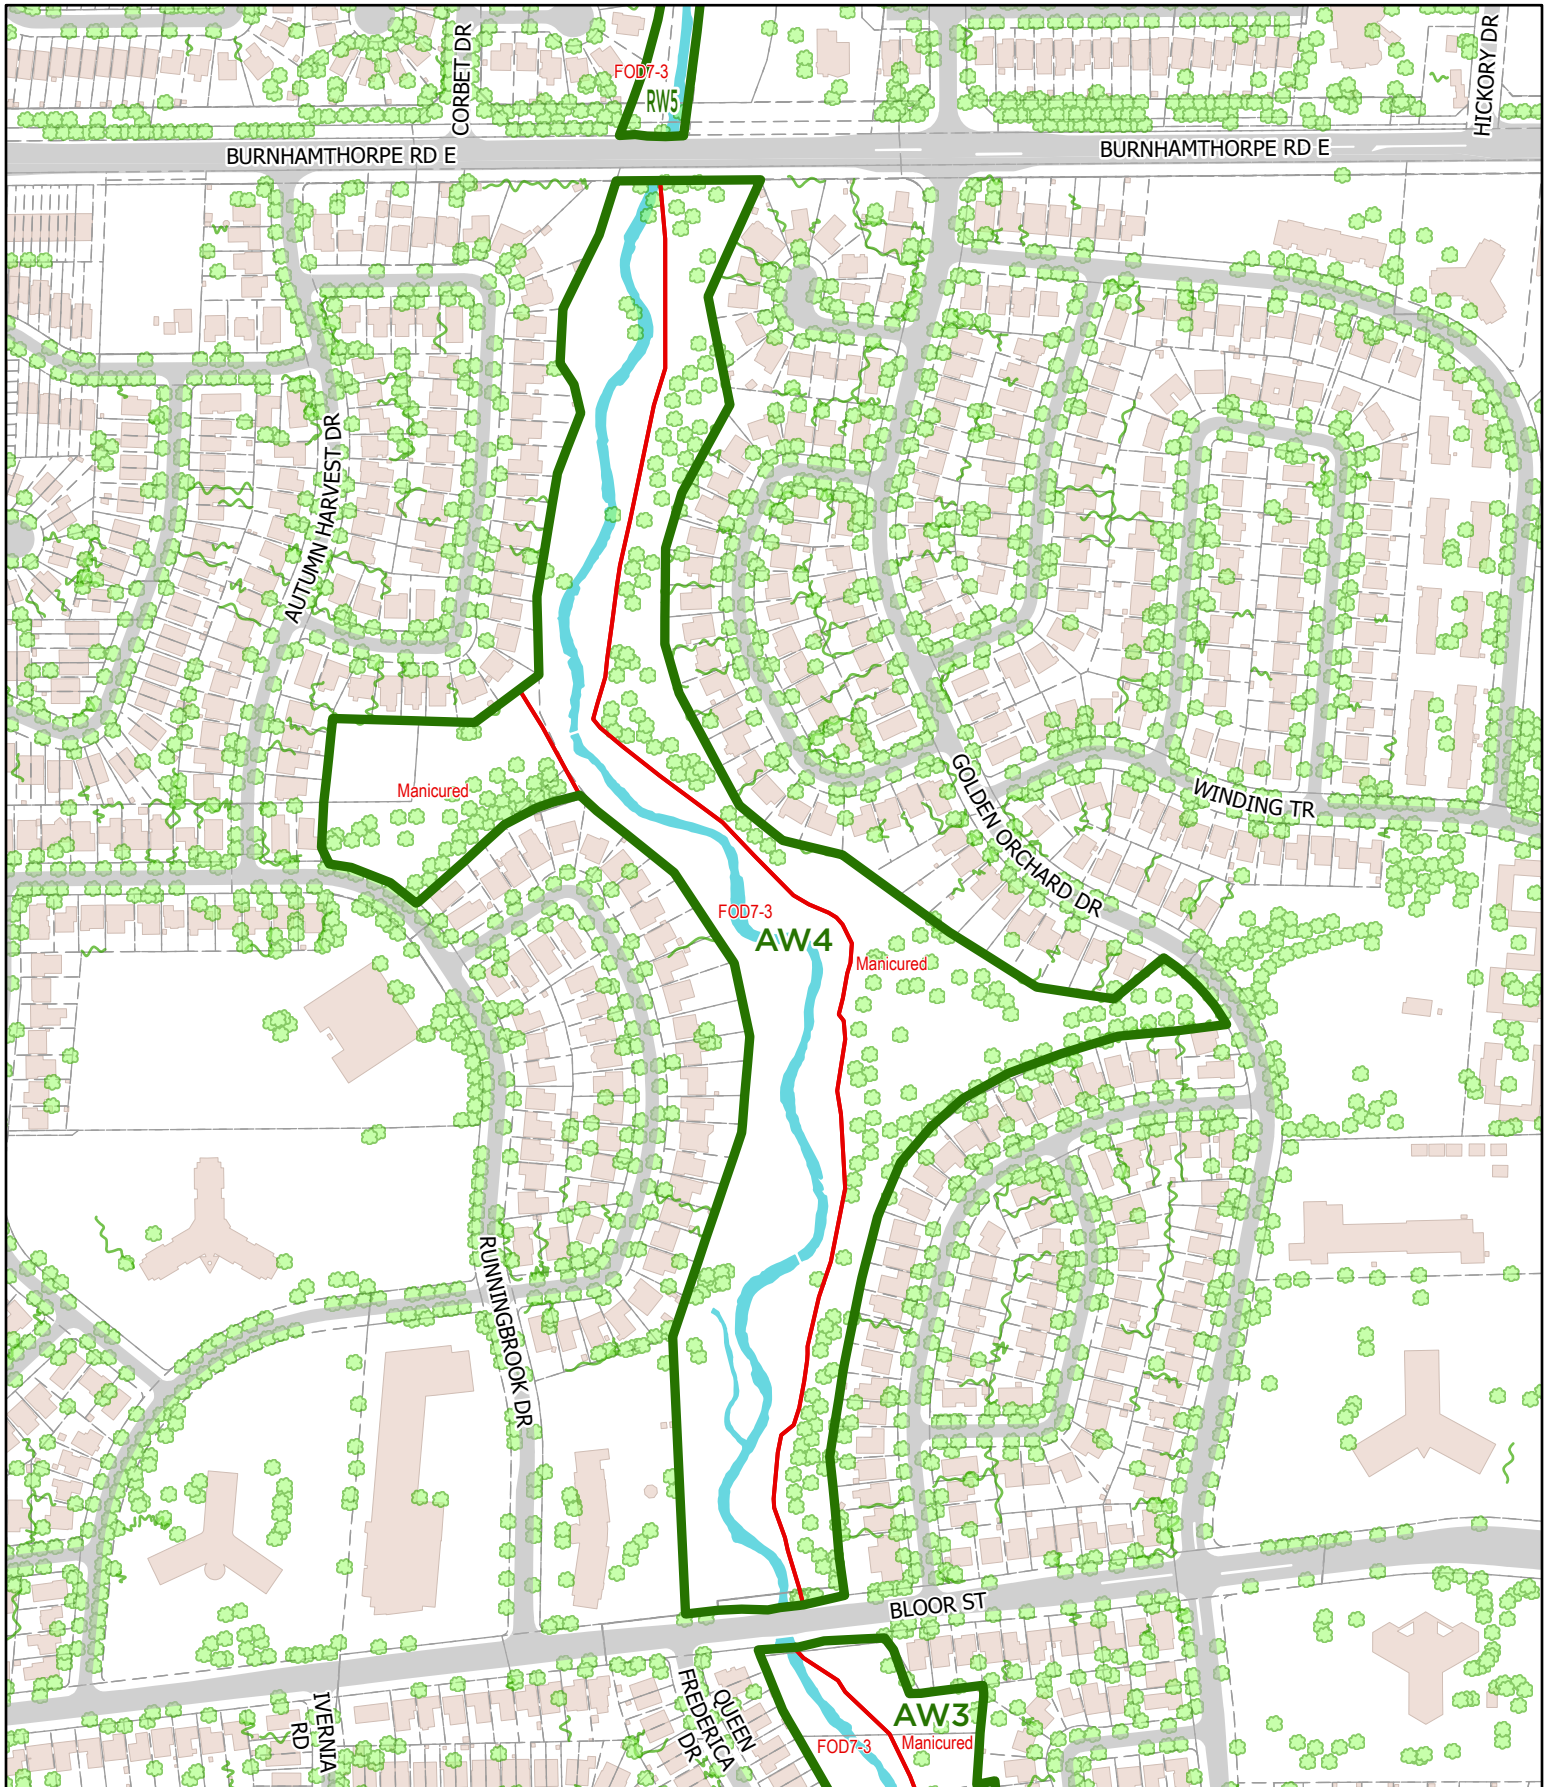 CORBET DR
FOD7-3
RW5
HICKORY DR
BURNHAMTHORPE RD E
BURNHAMTHORPE RD E
AUTUMN HARVEST DR
Manicured
GOLDEN ORCHARD DR
WINDING TR
FOD7-3
AW4
Manicured
RUNNINGBROOK DR
BLOOR ST
IVERNIA
RD
QUEEN
FREDERICA
DR
AW3
FOD7-3
Manicured